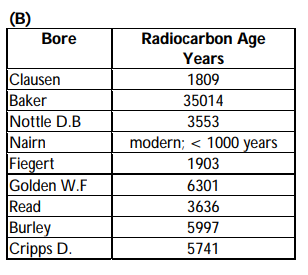 (B)
Bore Radiocarbon Age
Years
Clausen 1809
Baker 35014
Nottle D.B 3553
Nairn modern; < 1000 years
Fiegert 1903
Golden W.F 6301
Read 3636
Burley 5997
Cripps D. 5741